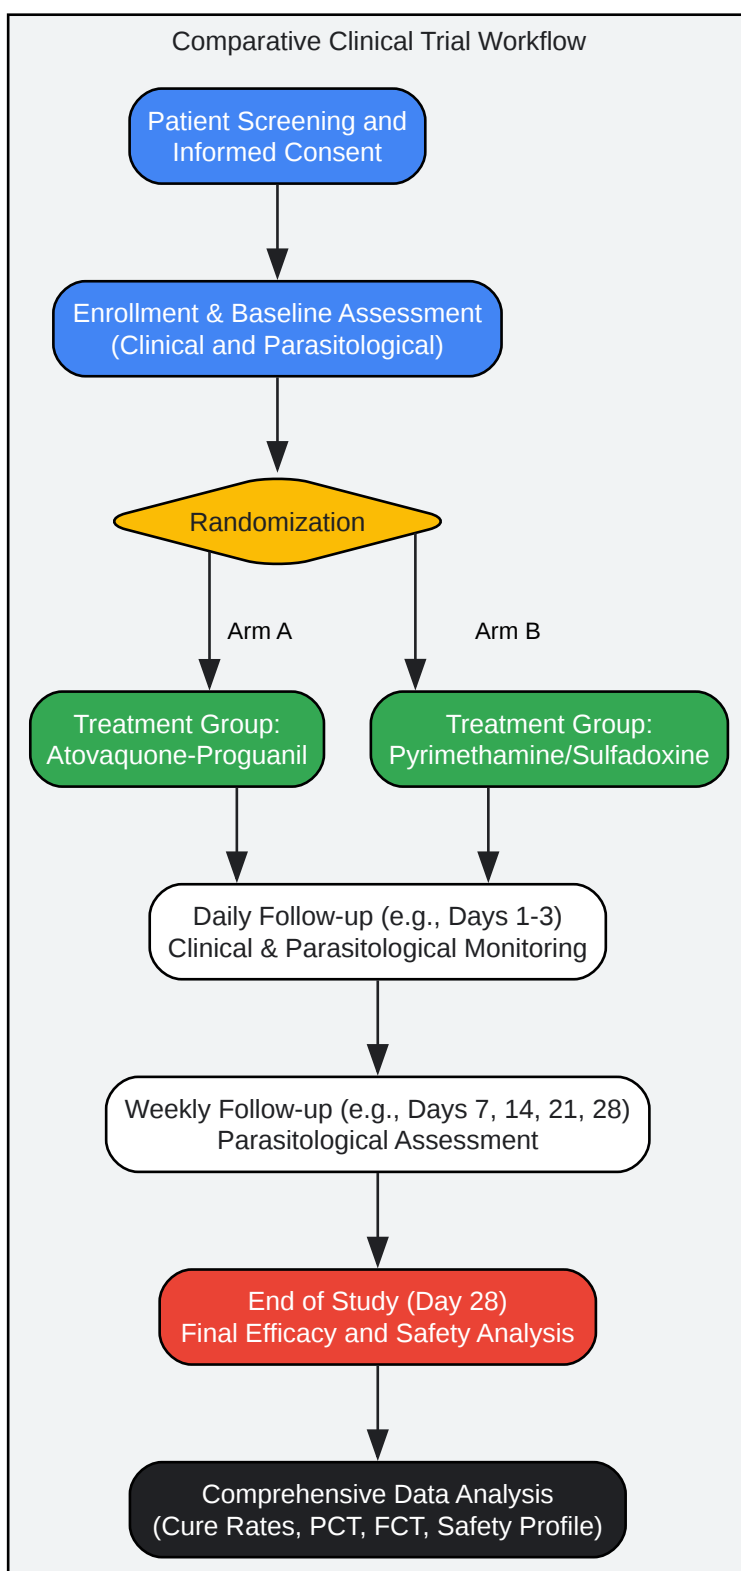 Comparative Clinical Trial Workflow
Patient Screening and
Informed Consent
Enrollment & Baseline Assessment
(Clinical and Parasitological)
Randomization
Arm A
Arm B
Treatment Group:
Atovaquone-Proguanil
Treatment Group:
Pyrimethamine/Sulfadoxine
Daily Follow-up (e.g., Days 1-3)
Clinical & Parasitological Monitoring
Weekly Follow-up (e.g., Days 7, 14, 21, 28)
Parasitological Assessment
End of Study (Day 28)
Final Efficacy and Safety Analysis
Comprehensive Data Analysis
(Cure Rates, PCT, FCT, Safety Profile)